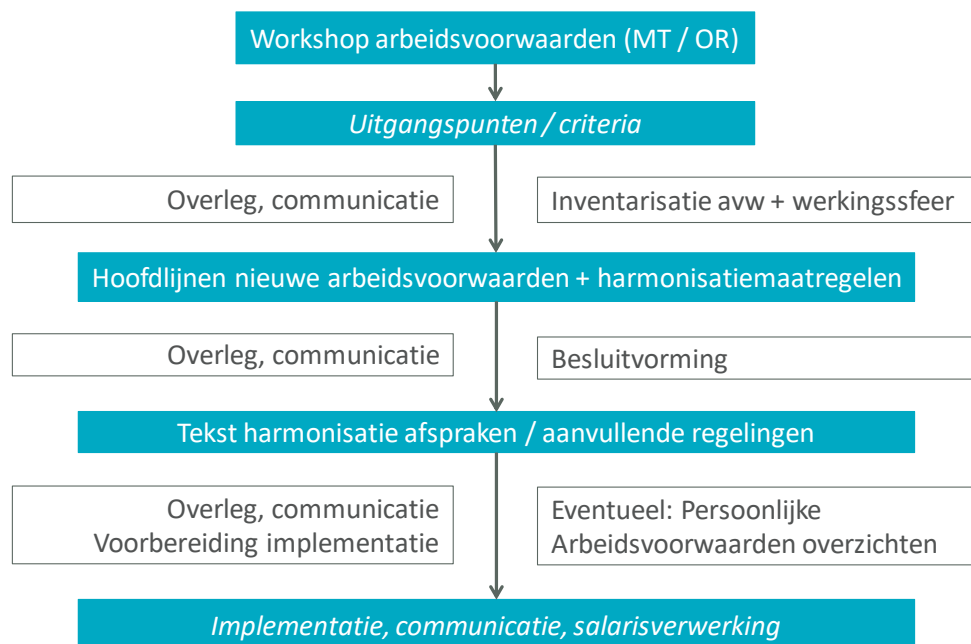 Workshop arbeidsvoorwaarden (MT / OR)
Uitgangspunten / criteria
Overleg, communicatie
Inventarisatie avw + werkingssfeer
Hoofdlijnen nieuwe arbeidsvoorwaarden + harmonisatiemaatregelen
Overleg, communicatie
Besluitvorming
Tekst harmonisatie afspraken / aanvullende regelingen
Overleg, communicatie
Voorbereiding implementatie
Eventueel: Persoonlijke
Arbeidsvoorwaarden overzichten
Implementatie, communicatie, salarisverwerking